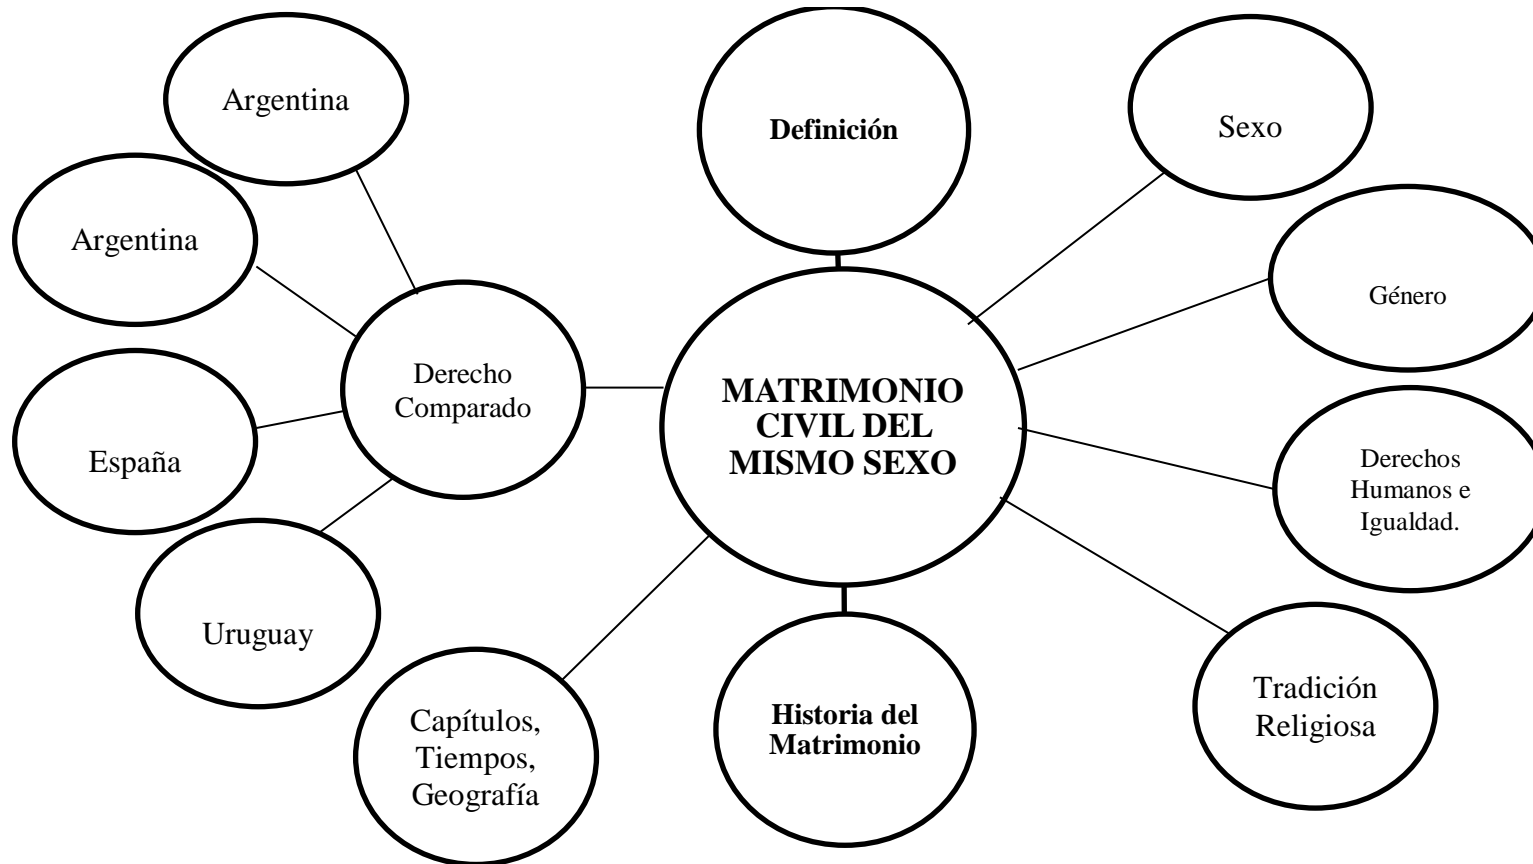 Argentina
Definición
Sexo
Argentina
Género
Derecho
Comparado
MATRIMONIO
CIVIL DEL
MISMO SEXO
España
Derechos
Humanos e
Igualdad.
Uruguay
Capítulos,
Tiempos,
Geografía
Historia del
Matrimonio
Tradición
Religiosa